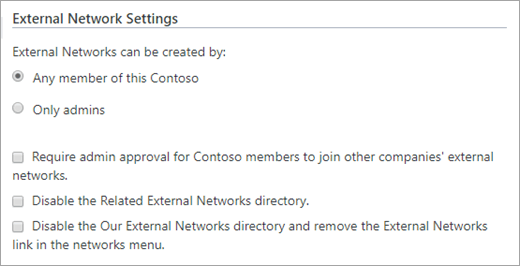 External Network Settings
External Networks can be created by:
Any member of this Contoso
Only admins
Require admin approval for Contoso members to join other companies' external
networks.
Disable the Related External Networks directory.
Disable the Our External Networks directory and remove the External Networks
link in the networks menu.